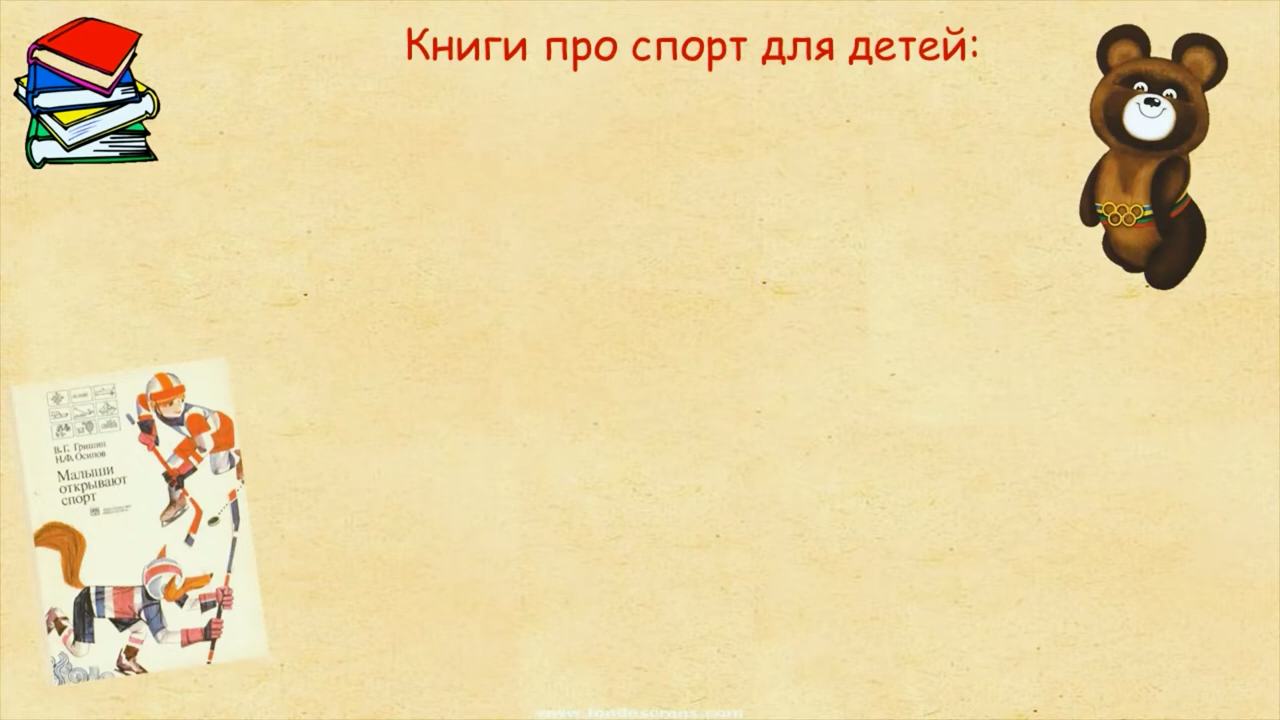 Книги про спорт для детей:
В.Г. Гришин
Н.Ф. Осипов
Малыши
открывают
спорт